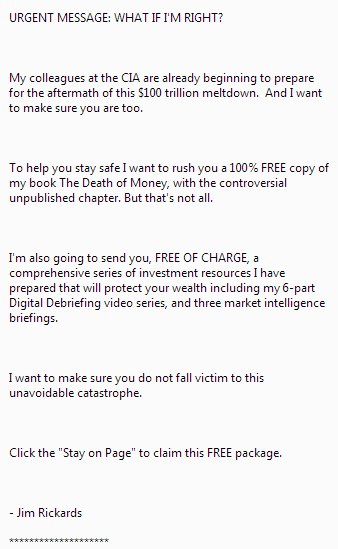 URGENT MESSAGE: WHAT IF I'M RIGHT?
My colleagues at the CIA are already beginning to prepare
for the aftermath of this $100 trillion meltdown.  And I want
to make sure you are too.
To help you stay safe I want to rush you a 100% FREE copy of
my book The Death of Money, with the controversial
unpublished chapter. But that's not all.
I'm also going to send you, FREE OF CHARGE, a
comprehensive series of investment resources I have
prepared that will protect your wealth including my 6-part
Digital Debriefing video series, and three market intelligence
briefings.
I want to make sure you do not fall victim to this
unavoidable catastrophe.
Click the "Stay on Page" to claim this FREE package.
- Jim Rickards
********************